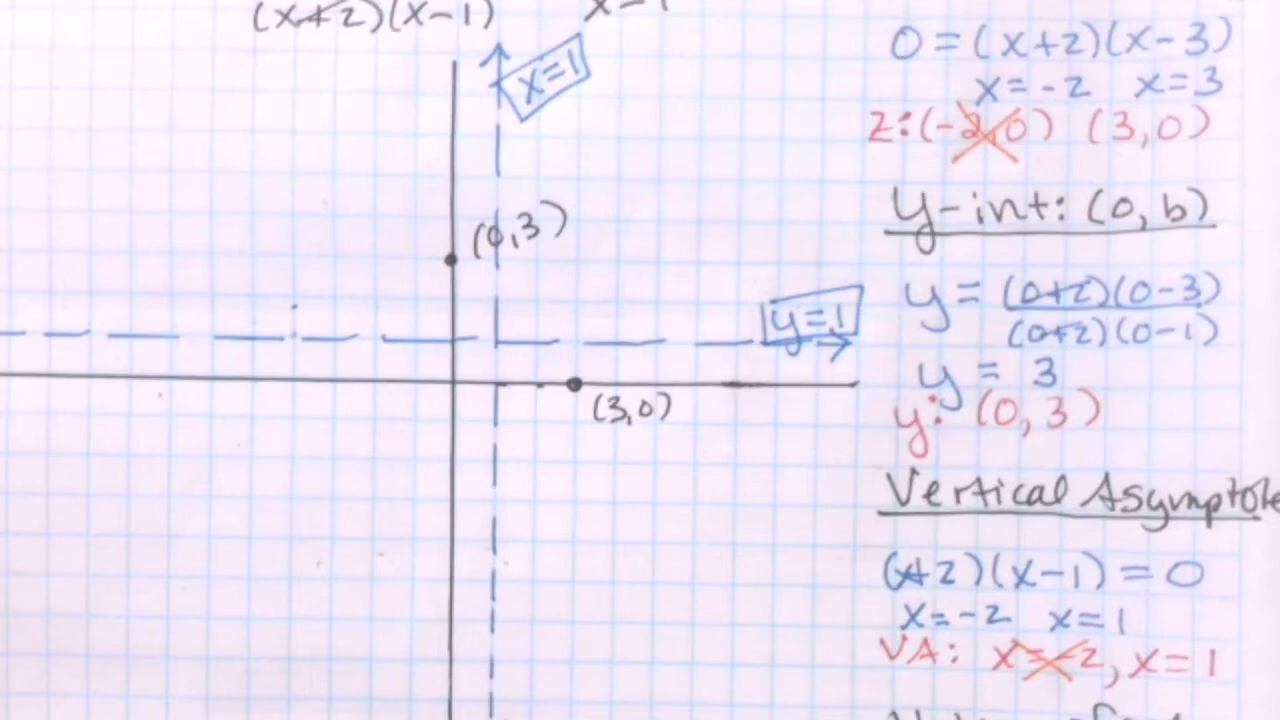 (x+2)(x-1)
x-1
x=1
(0,3)
y=1
(3,0)
0=(x+2)(x-3)
x=-2 x=3
Z:(-2,0) (3,0)
y-int: (0,b)
y = (0+2)(0-3)
(0+2)(0-1)
y = 3
y: (0,3)
Vertical Asymptote
(x+2)(x-1)=0
x=-2 x=1
VA: x=-2, x=1